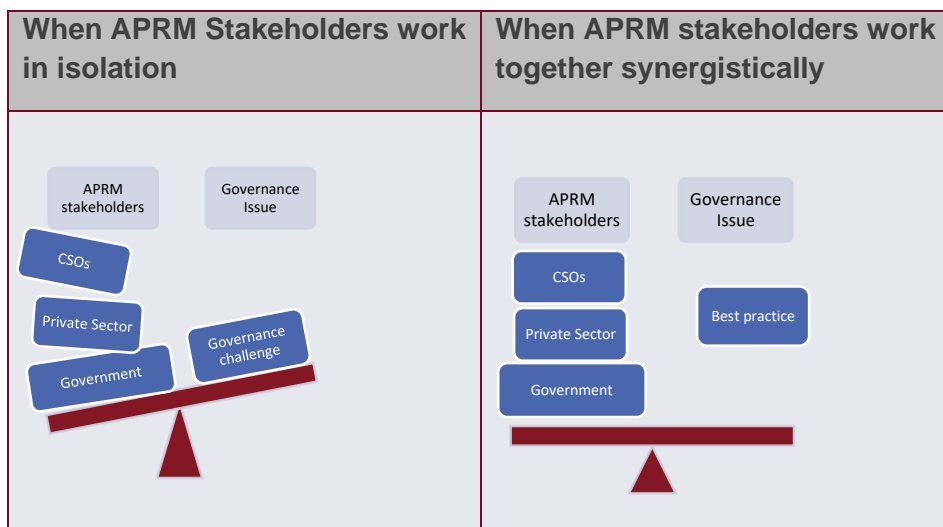 When APRM Stakeholders work
in isolation
When APRM stakeholders work
together synergistically
APRM
stakeholders
Governance
Issue
CSOs
Private Sector
Government
Governance
challenge
APRM
stakeholders
Governance
Issue
CSOs
Private Sector
Government
Best practice